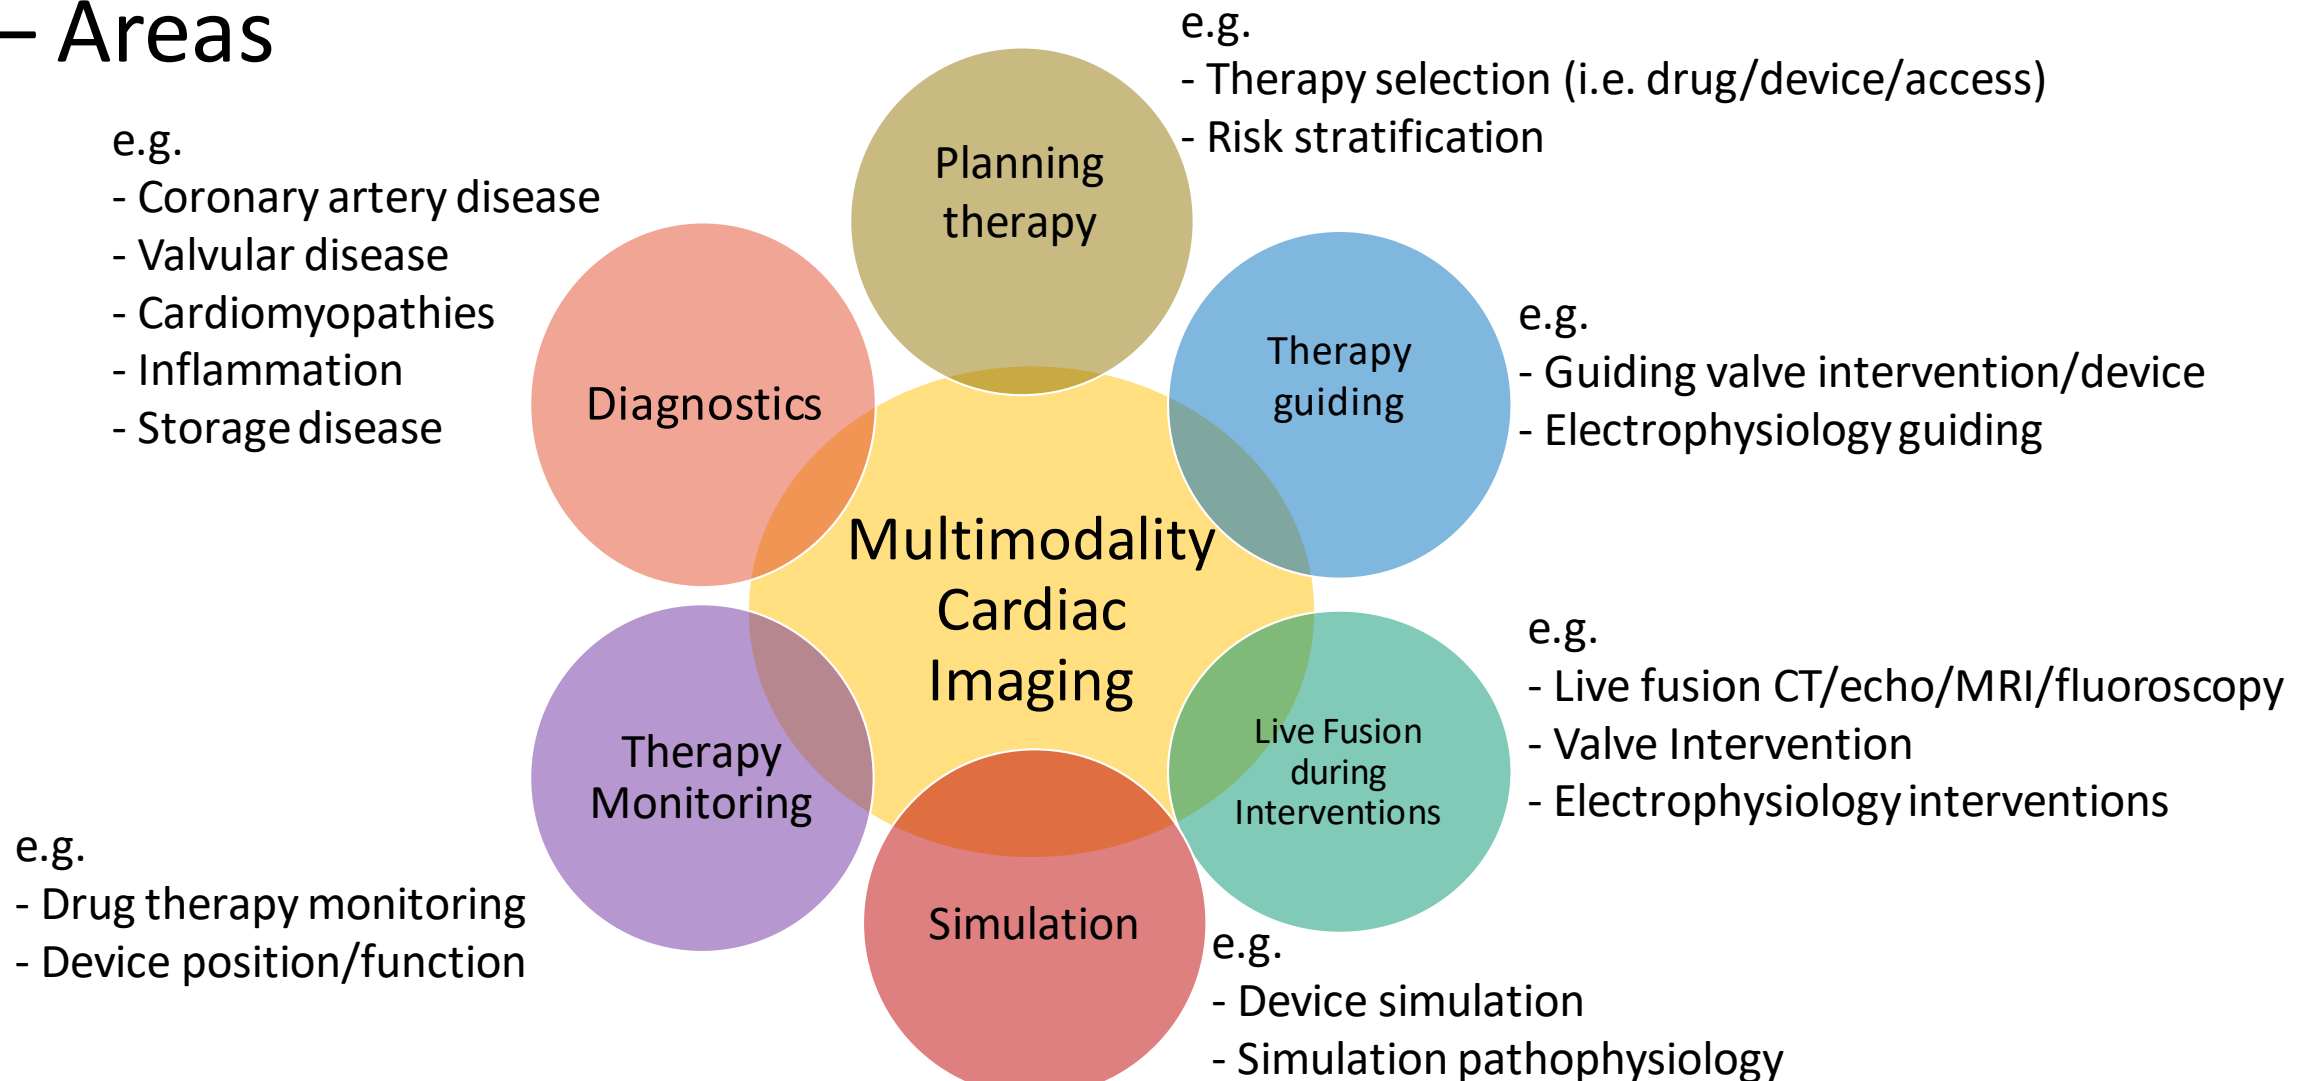 – Areas
e.g.
- Therapy selection (i.e. drug/device/access)
- Risk stratification
Planning
therapy
e.g.
- Coronary artery disease
- Valvular disease
- Cardiomyopathies
- Inflammation
- Storage disease
Diagnostics
Therapy
guiding
e.g.
- Guiding valve intervention/device
- Electrophysiology guiding
Multimodality
Cardiac
Imaging
e.g.
- Live fusion CT/echo/MRI/fluoroscopy
- Valve Intervention
- Electrophysiology interventions
Live Fusion
during
Interventions
Therapy
Monitoring
e.g.
- Drug therapy monitoring
- Device position/function
Simulation
e.g.
- Device simulation
- Simulation pathophysiology